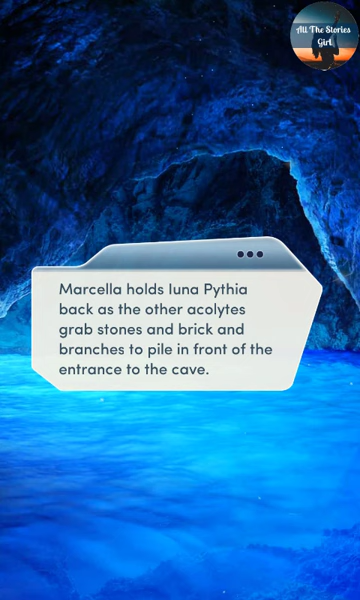 All The Stories
Girl
Marcella holds Iuna Pythia
back as the other acolytes
grab stones and brick and
branches to pile in front of the
entrance to the cave.